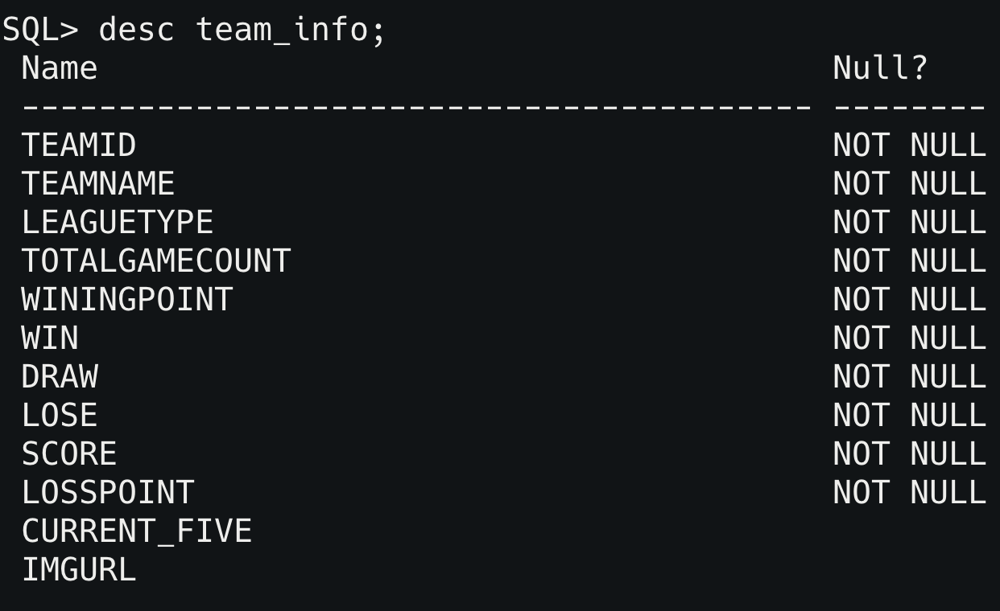 SQL> desc team_info;
Name Null?
----------------------------------------- --------
TEAMID NOT NULL
TEAMNAME NOT NULL
LEAGUETYPE NOT NULL
TOTALGAMECOUNT NOT NULL
WININGPOINT NOT NULL
WIN NOT NULL
DRAW NOT NULL
LOSE NOT NULL
SCORE NOT NULL
LOSSPOINT NOT NULL
CURRENT_FIVE
IMGURL